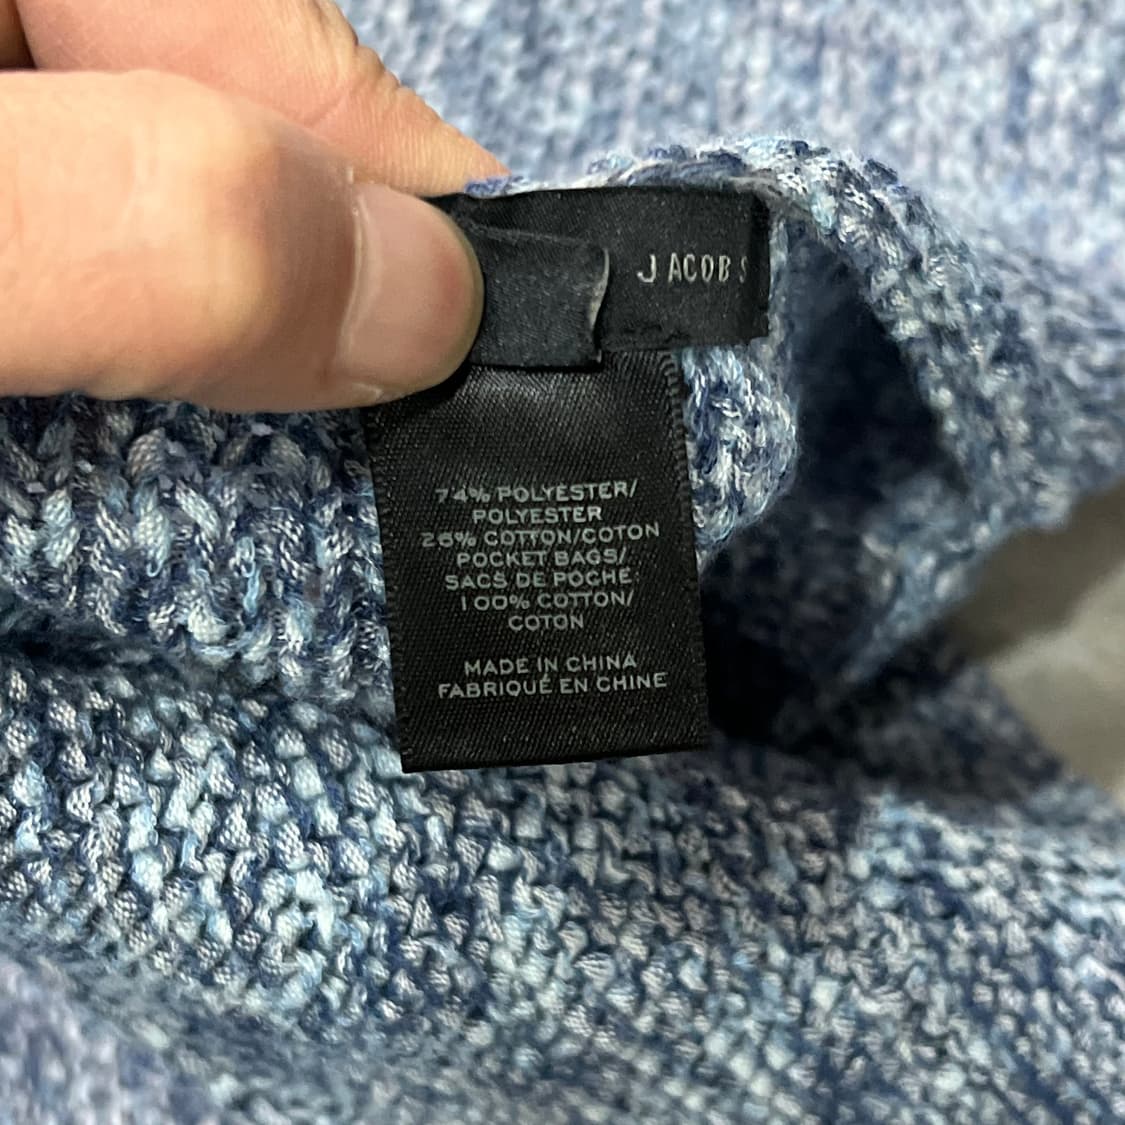 JACOBS
74% POLYESTER/
POLYESTER
26% COTTON/COTON
POCKET BAGS/
SACS DE POCHE:
100% COTTON/
COTON
MADE IN CHINA
FABRIQUÉ EN CHINE